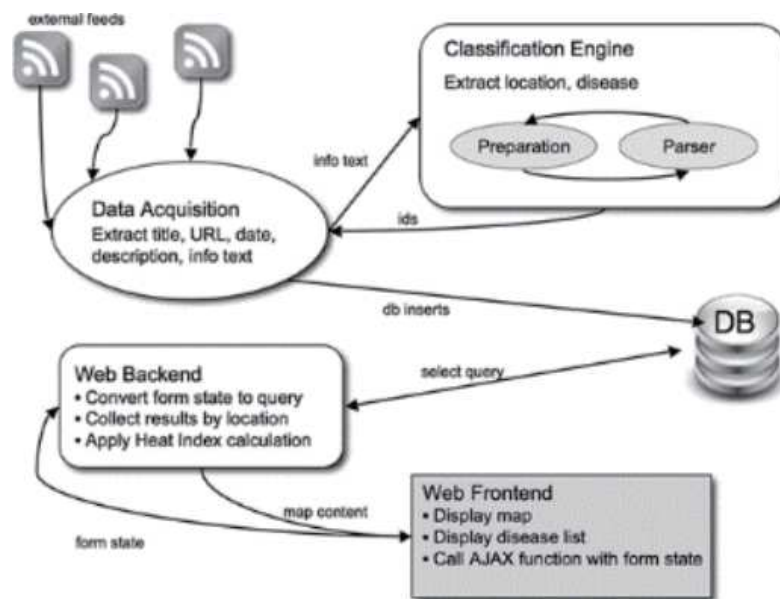 external feeds
Classification Engine
Extract location, disease
Preparation
Parser
info text
Data Acquisition
Extract title, URL, date,
description, info text
ids
db inserts
DB
Web Backend
• Convert form state to query
• Collect results by location
• Apply Heat Index calculation
select query
map content
form state
Web Frontend
• Display map
• Display disease list
• Call AJAX function with form state